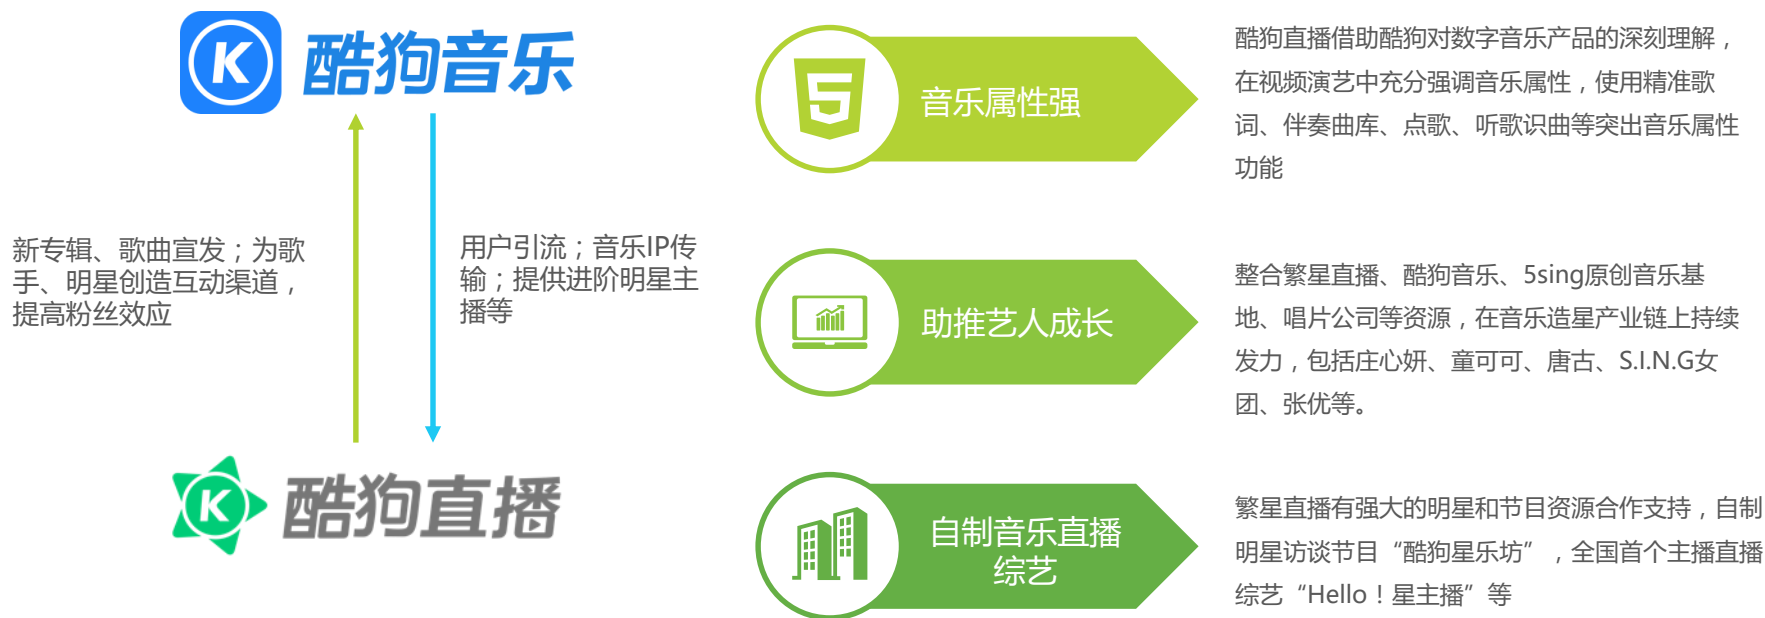 酷狗音乐
新专辑、歌曲宣发；为歌
手、明星创造互动渠道，
提高粉丝效应
用户引流；音乐IP传
输；提供进阶明星主
播等
K 酷狗直播
音乐属性强
酷狗直播借助酷狗对数字音乐产品的深刻理解，
在视频演艺中充分强调音乐属性，使用精准歌
词、伴奏曲库、点歌、听歌识曲等突出音乐属性
功能
助推艺人成长
整合繁星直播、酷狗音乐、5sing原创音乐基
地、唱片公司等资源，在音乐造星产业链上持续
发力，包括庄心妍、童可可、唐古、S.I.N.G女
团、张优等。
自制音乐直播
综艺
繁星直播有强大的明星和节目资源合作支持，自制
明星访谈节目“酷狗星乐坊”，全国首个主播直播
综艺“Hello！星主播”等